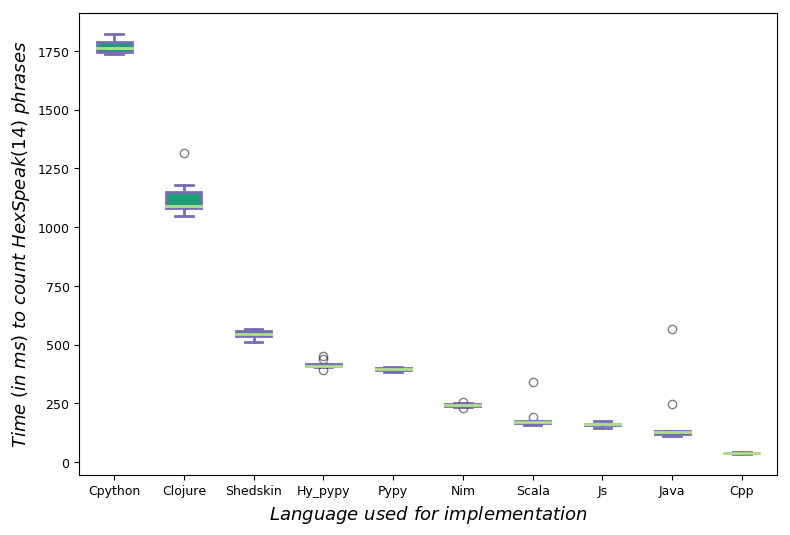 Time (in ms) to count HexSpeak(14) phrases
1750
1500
1250
1000
750
500
250
0
Cpython Clojure Shedskin Hy_pypy Pypy Nim Scala Js Java Cpp
Language used for implementation